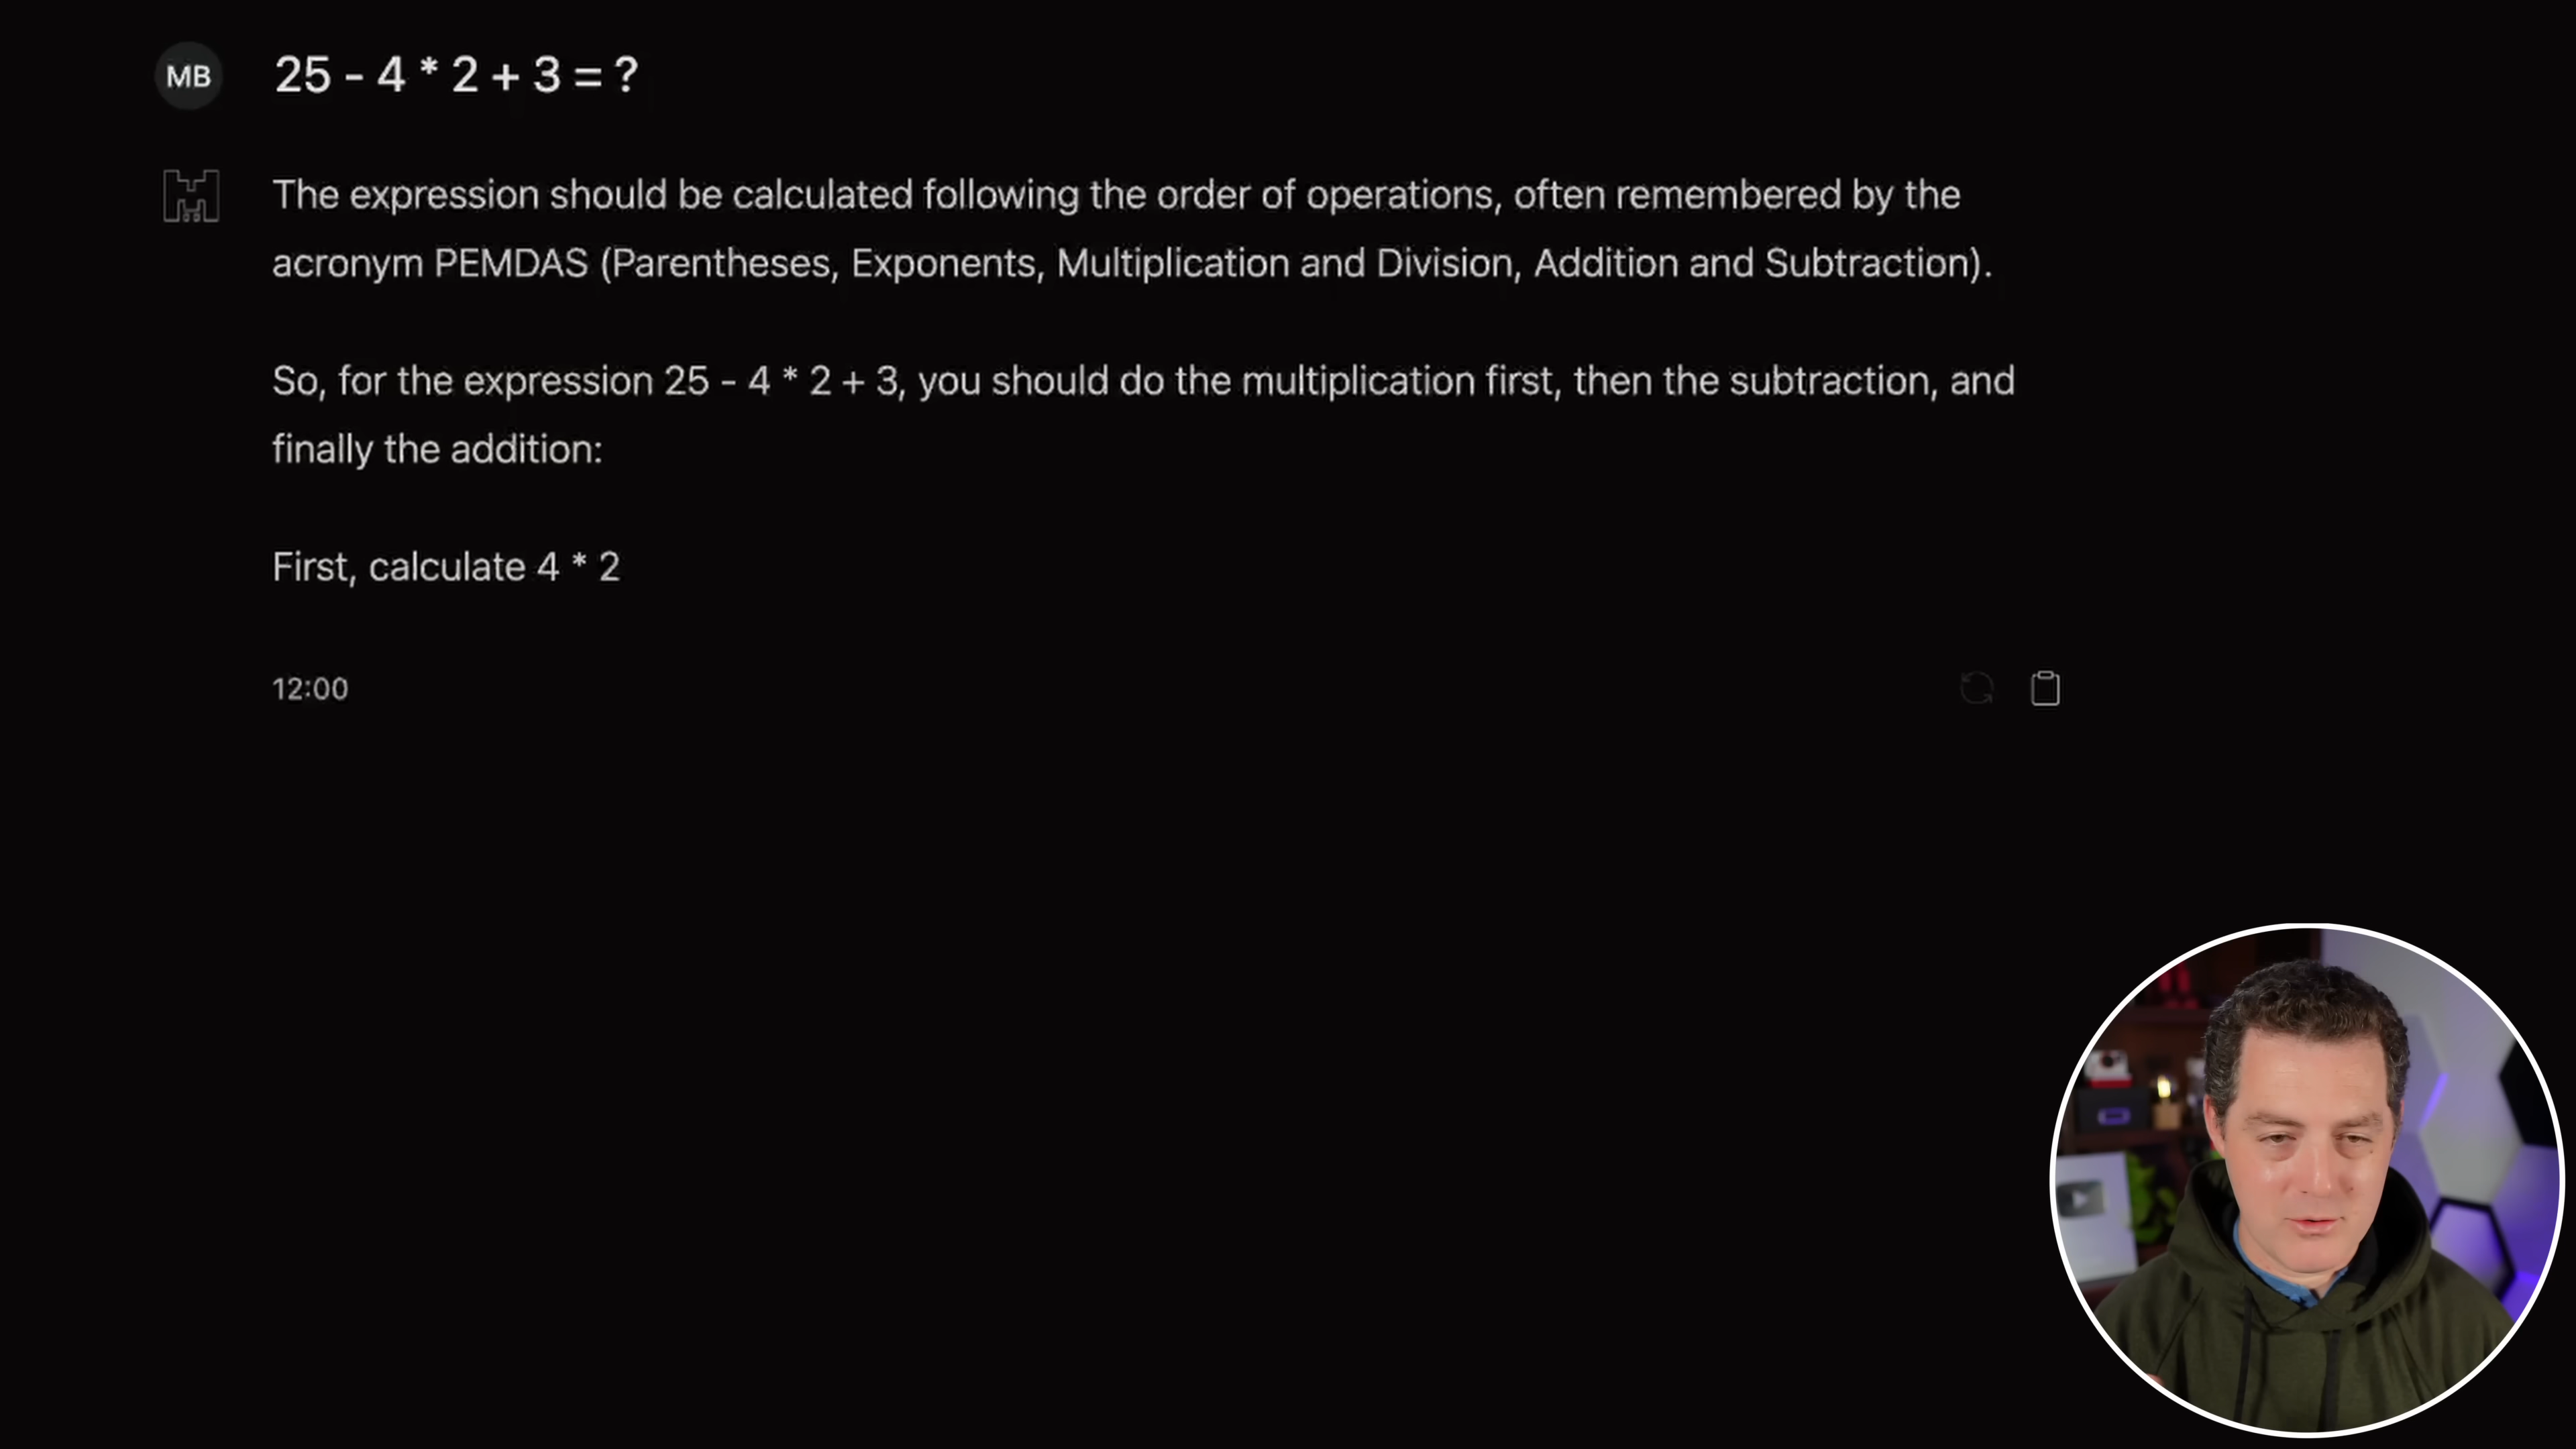 MB
25 - 4 * 2 + 3 = ?
The expression should be calculated following the order of operations, often remembered by the
acronym PEMDAS (Parentheses, Exponents, Multiplication and Division, Addition and Subtraction).
So, for the expression 25 - 4 * 2 + 3, you should do the multiplication first, then the subtraction, and
finally the addition:
First, calculate 4 * 2
12:00